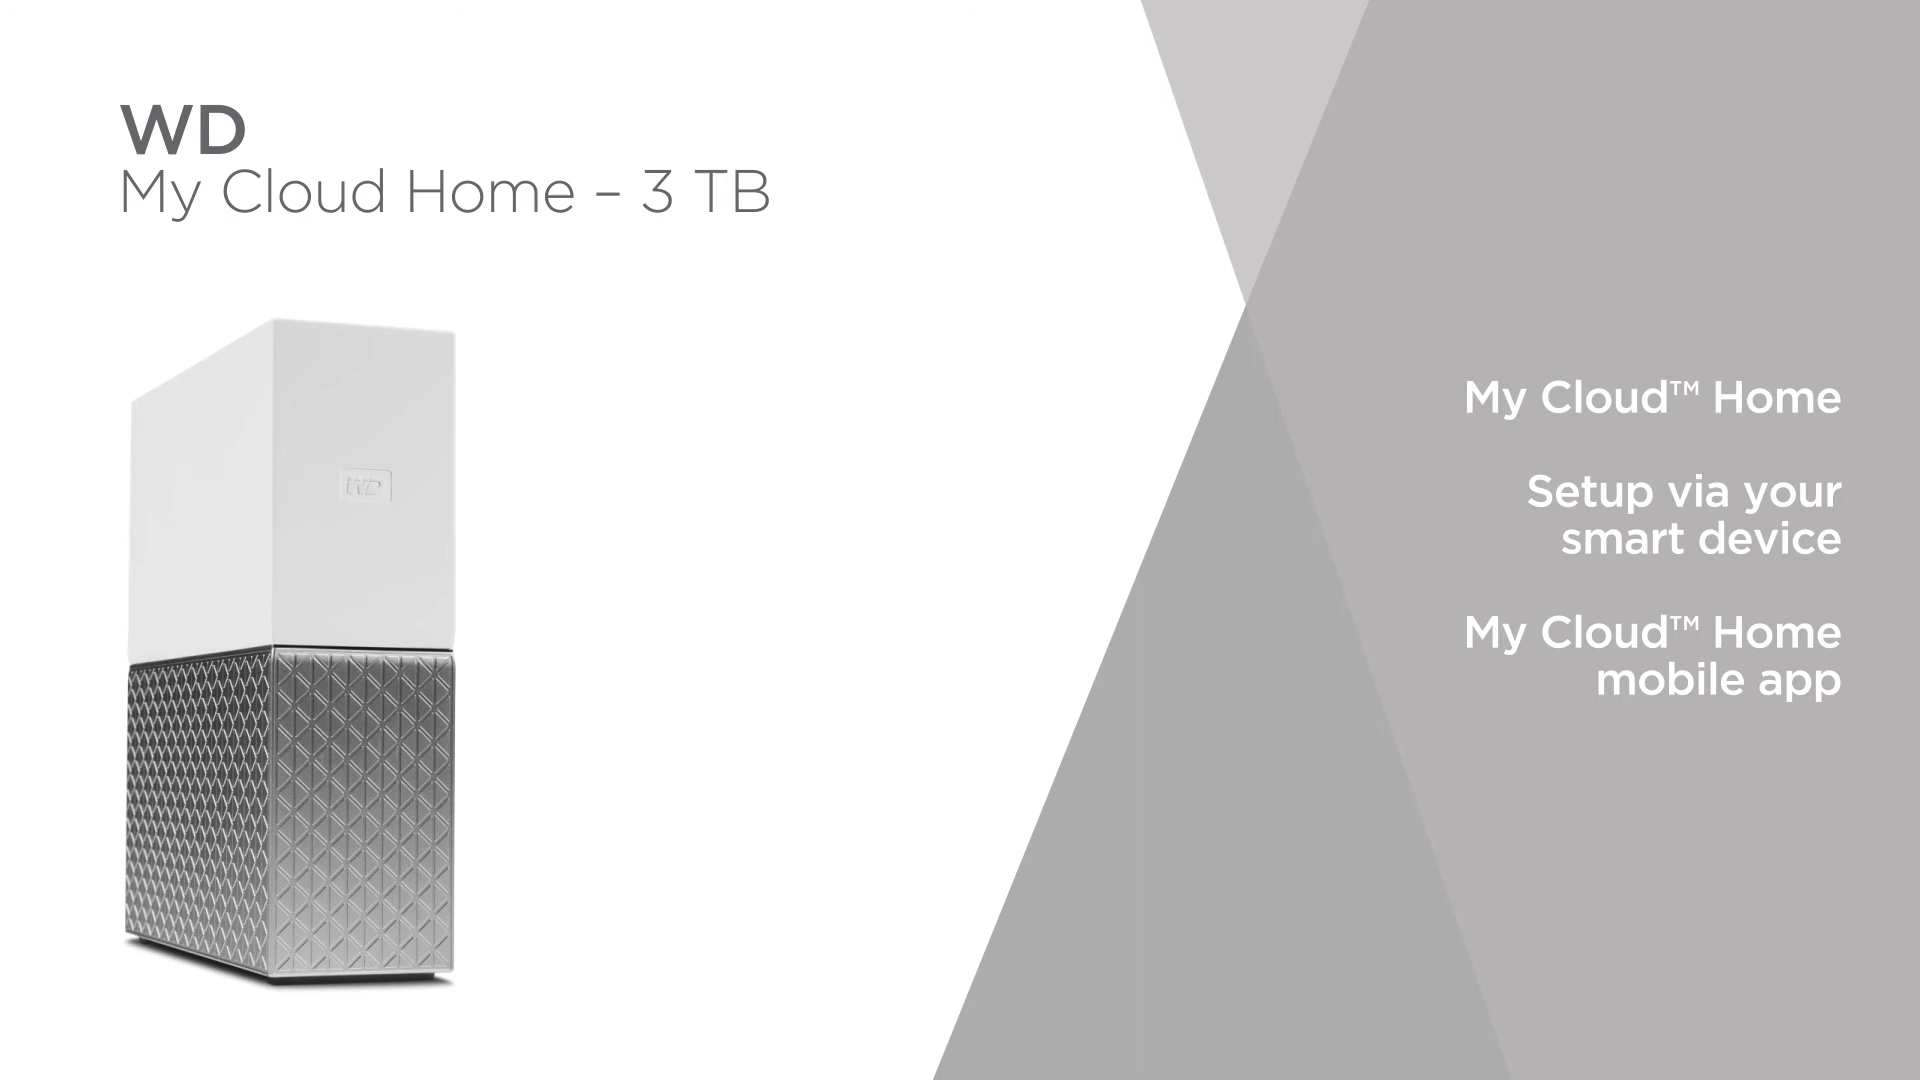 WD
My Cloud Home – 3 TB
WD
My Cloud™ Home
Setup via your
smart device
My Cloud™ Home
mobile app